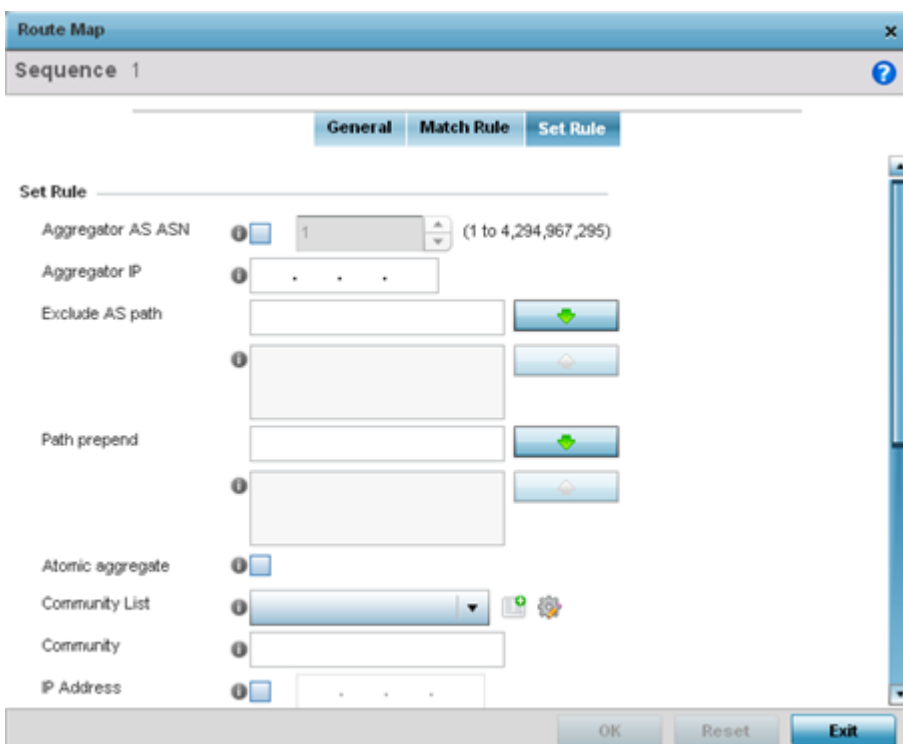 Route Map
Sequence 1
General Match Rule Set Rule
Set Rule
Aggregator AS ASN 1 (1 to 4,294,967,295)
Aggregator IP . . .
Exclude AS path
Path prepend
Atomic aggregate
Community List
Community
IP Address . . .
OK Reset Exit